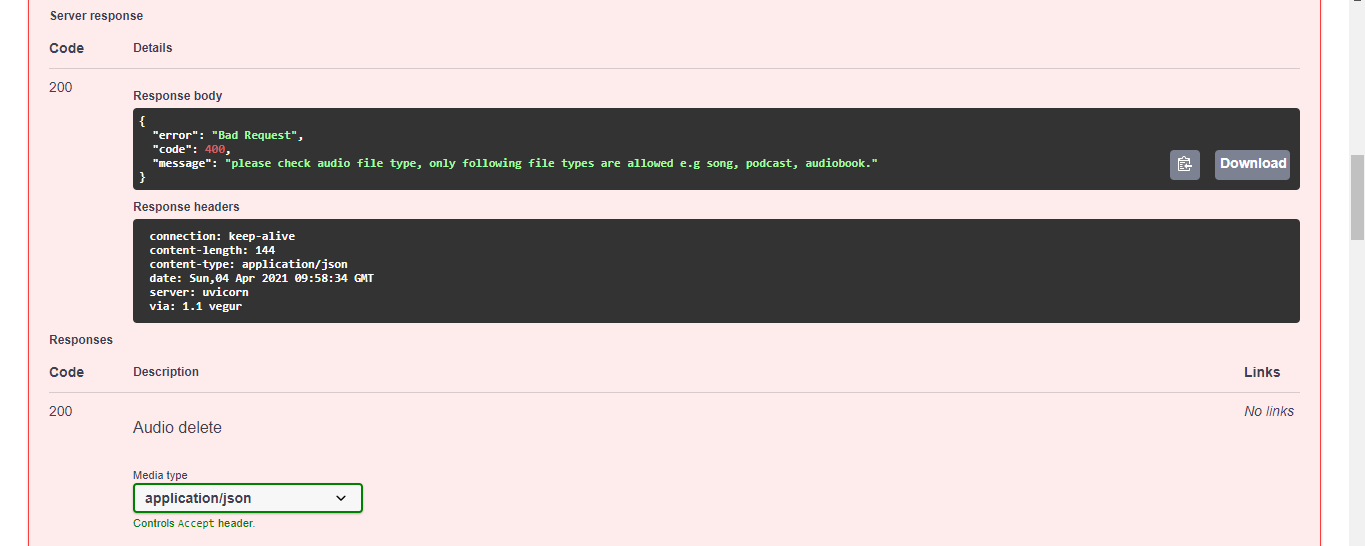 Server response
Code Details
200
Response body
{
"error": "Bad Request",
"code": 400,
"message": "please check audio file type, only following file types are allowed e.g song, podcast, audiobook."
}
Download
Response headers
connection: keep-alive
content-length: 144
content-type: application/json
date: Sun,04 Apr 2021 09:58:34 GMT
server: uvicorn
via: 1.1 vegur
Responses
Code Description Links
200 No links
Audio delete
Media type
application/json
Controls Accept header.